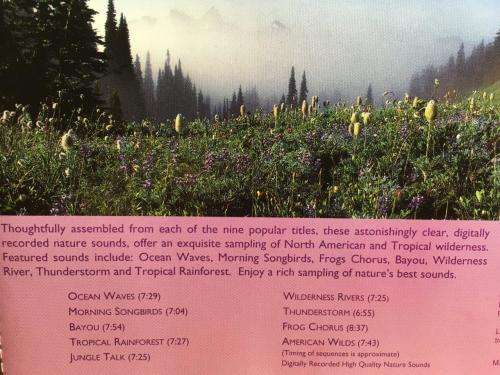 Thoughtfully assembled from each of the nine popular titles, these astonishingly clear, digitally
recorded nature sounds, offer an exquisite sampling of North American and Tropical wilderness.
Featured sounds include: Ocean Waves, Morning Songbirds, Frogs Chorus, Bayou, Wilderness
River, Thunderstorm and Tropical Rainforest. Enjoy a rich sampling of nature's best sounds.
OCEAN WAVES (7:29)
MORNING SONGBIRDS (7:04)
BAYOU (7:54)
TROPICAL RAINFOREST (7:27)
JUNGLE TALK (7:25)
WILDERNESS RIVERS (7:25)
THUNDERSTORM (6:55)
FROG CHORUS (8:37)
AMERICAN WILDS (7:43)
(Timing of sequences is approximate)
Digitally Recorded High Quality Nature Sounds